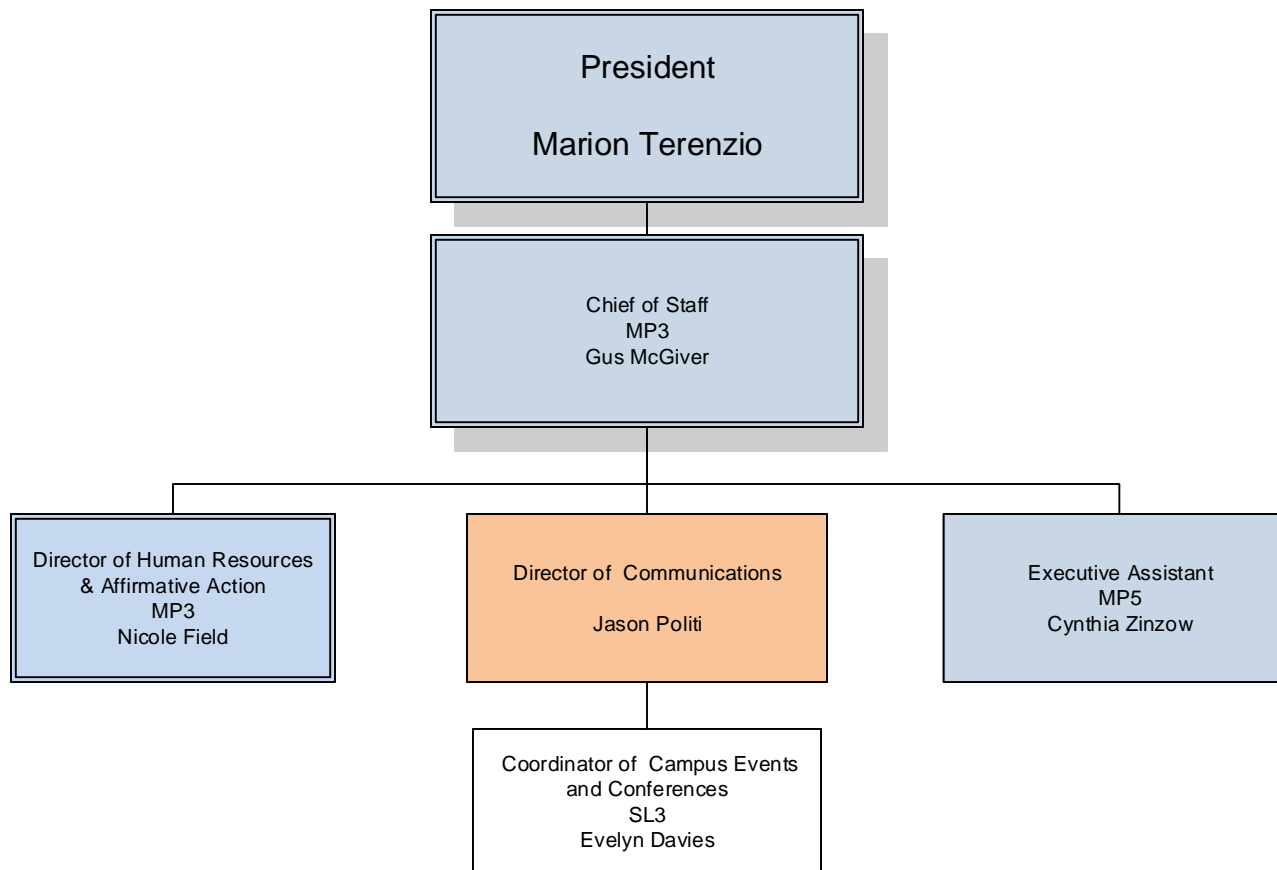 President
Marion Terenzio
Chief of Staff
MP3
Gus McGiver
Director of Human Resources
& Affirmative Action
MP3
Nicole Field
Director of Communications
Jason Politi
Executive Assistant
MP5
Cynthia Zinzow
Coordinator of Campus Events
and Conferences
SL3
Evelyn Davies